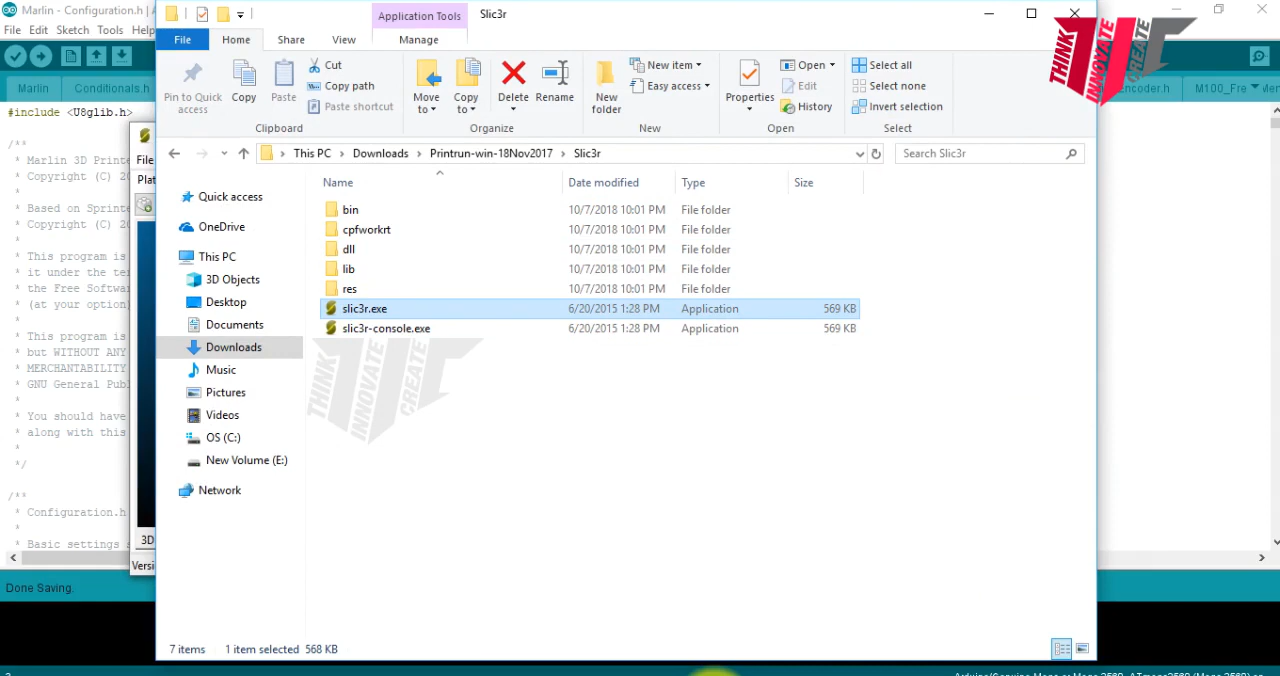 Marlin - Configuration.h | A
File Edit Sketch Tools Help
Marlin Conditionals.h
Encoder.h M100_Fre
#include <U8glib.h>
/**
* Marlin 3D Printe
* Copyright (C) 20
*
* Based on Sprinte
* Copyright (C) 20
*
* This program is
* it under the ter
* the Free Softwar
* (at your option)
*
* This program is
* but WITHOUT ANY
* MERCHANTABILITY
* GNU General Publ
*
* You should have
* along with this
*
*/
/**
* Configuration.h
*
* Basic settings s
Done Saving.
File
Plat
3D
Versi
Application Tools Slic3r
File Home Share View Manage
Pin to Quick access
Copy
Paste
Cut
Copy path
Paste shortcut
Clipboard
Move to
Copy to
Delete
Rename
Organize
New folder
New item
Easy access
New
Properties
Open
Edit
History
Open
Select all
Select none
Invert selection
Select
This PC > Downloads > Printrun-win-18Nov2017 > Slic3r
Search Slic3r
Name Date modified Type Size
bin 10/7/2018 10:01 PM File folder
cpfworkrt 10/7/2018 10:01 PM File folder
dll 10/7/2018 10:01 PM File folder
lib 10/7/2018 10:01 PM File folder
res 10/7/2018 10:01 PM File folder
slic3r.exe 6/20/2015 1:28 PM Application 569 KB
slic3r-console.exe 6/20/2015 1:28 PM Application 569 KB
Quick access
OneDrive
This PC
3D Objects
Desktop
Documents
Downloads
Music
Pictures
Videos
OS (C:)
New Volume (E:)
Network
7 items 1 item selected 568 KB
THINK
INNOVATE
CREATE
THINK
INNOVATE
CREATE